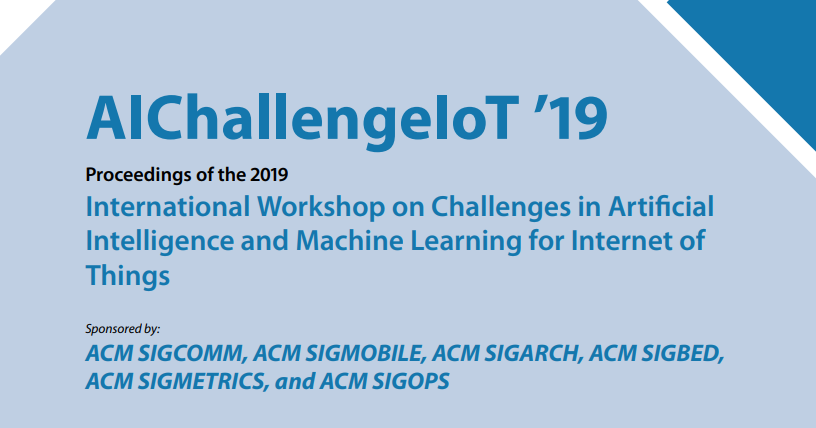 AIChallengeIoT ’19
Proceedings of the 2019
International Workshop on Challenges in Artificial
Intelligence and Machine Learning for Internet of
Things
Sponsored by:
ACM SIGCOMM, ACM SIGMOBILE, ACM SIGARCH, ACM SIGBED,
ACM SIGMETRICS, and ACM SIGOPS